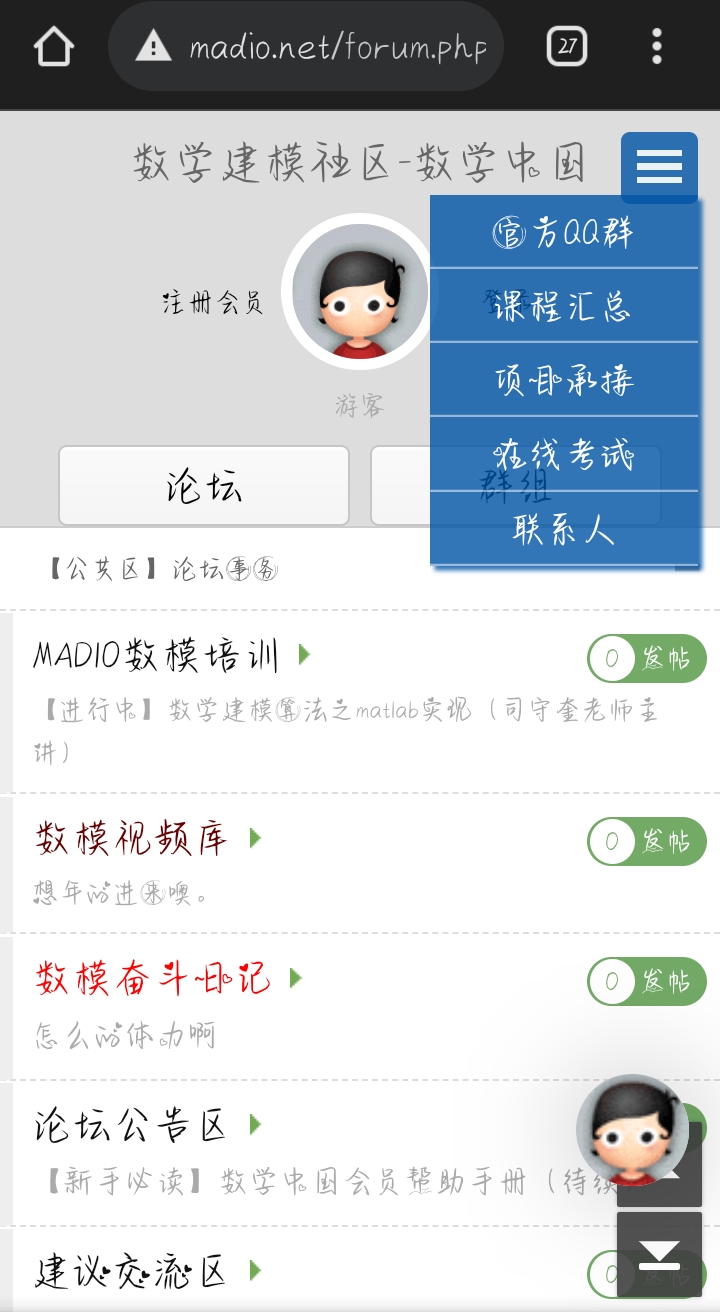 madio.net/forum.php
27
数学建模社区-数学中国
官方QQ群
注册会员
登录
课程汇总
项目承接
游客
在线考试
论坛
群组
联系人
【公共区】论坛事务
MADIO数模培训
0 发帖
【进行中】数学建模算法之matlab实现（司守奎老师主
讲）
数模视频库
0 发帖
想年的进来噢。
数模奋斗日记
0 发帖
怎么的体力啊
论坛公告区
【新手必读】数学中国会员帮助手册（待续
建议交流区
0 发帖